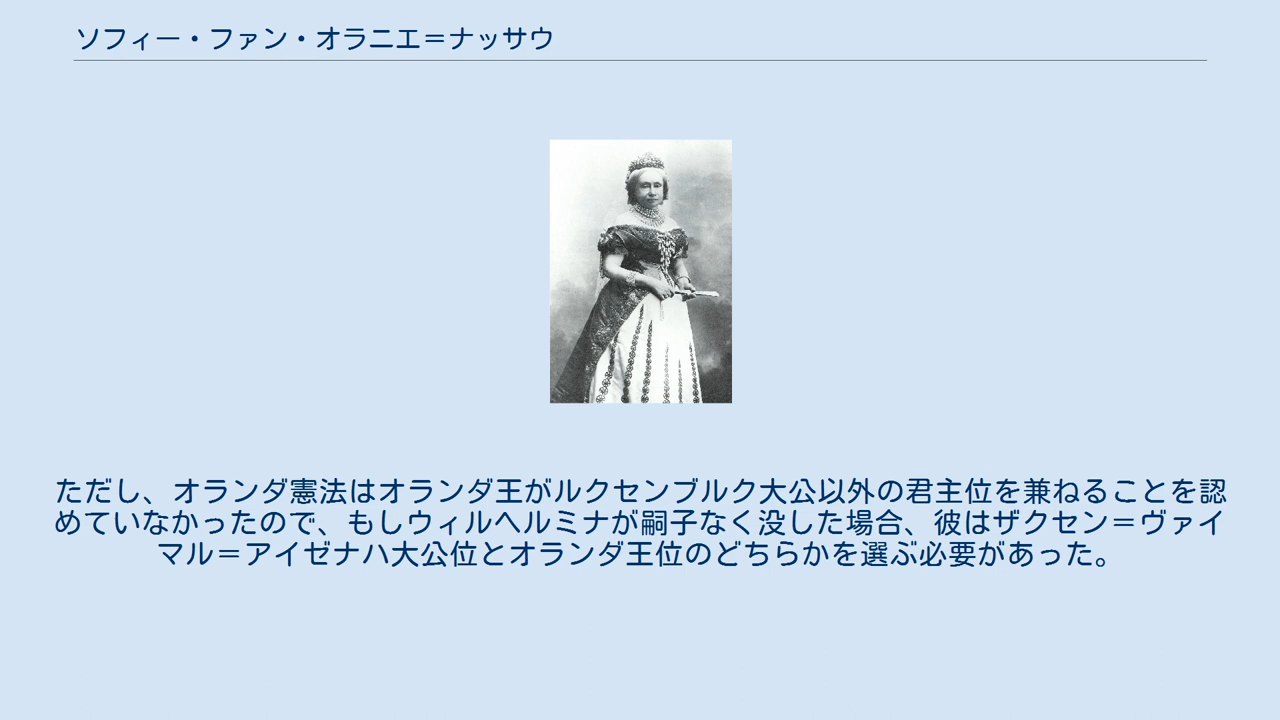 ソフィー・ファン・オラニエ＝ナッサウ
ただし、オランダ憲法はオランダ王がルクセンブルク大公以外の君主位を兼ねることを認
めていなかったので、もしウィルヘルミナが嗣子なく没した場合、彼はザクセン＝ヴァイ
マル＝アイゼナハ大公位とオランダ王位のどちらかを選ぶ必要があった。